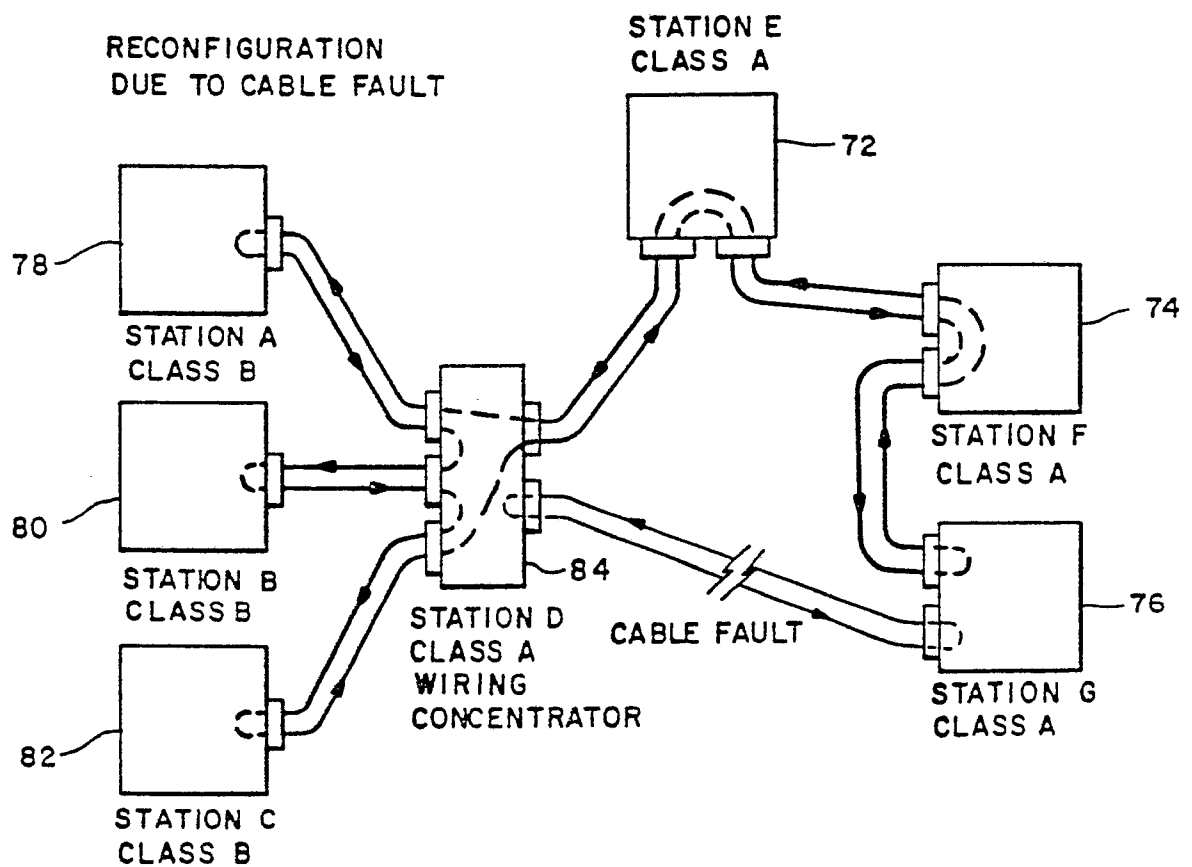 RECONFIGURATION
DUE TO CABLE FAULT
STATION E
CLASS A
72
78
STATION A
CLASS B
74
STATION F
CLASS A
80
STATION B
CLASS B
84
STATION D
CLASS A
WIRING
CONCENTRATOR
CABLE FAULT
76
STATION G
CLASS A
82
STATION C
CLASS B